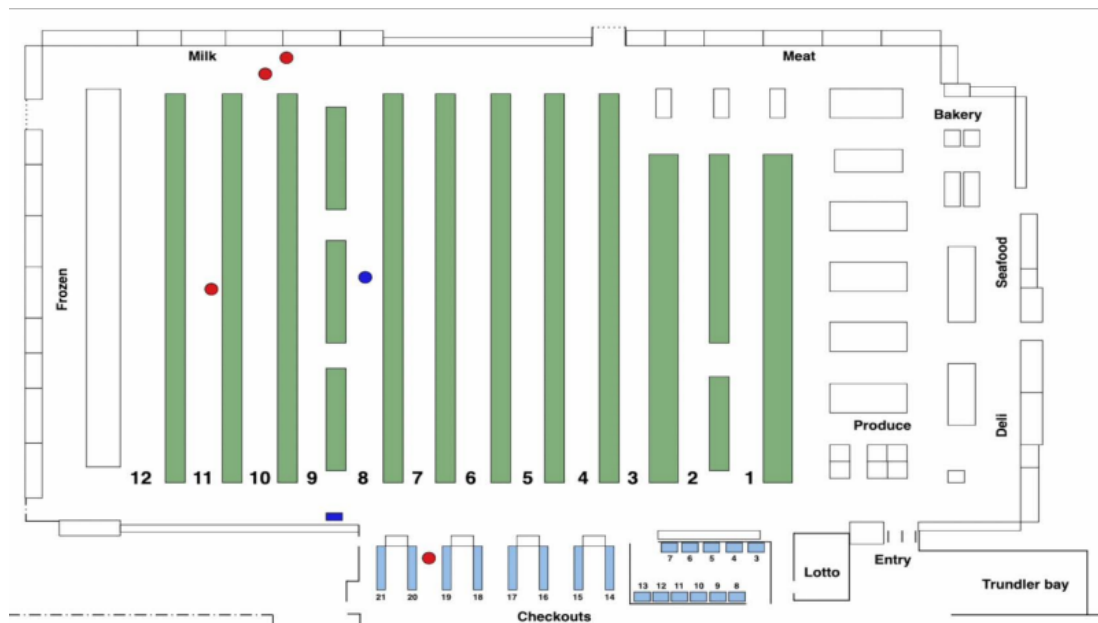 Milk
Meat
Bakery
Frozen
Seafood
Deli
Produce
12 11 10 9 8 7 6 5 4 3 2 1
7 6 5 4 3
Entry
Lotto
Trundler bay
21 20 19 18 17 16 15 14
13 12 11 10 9 8
Checkouts